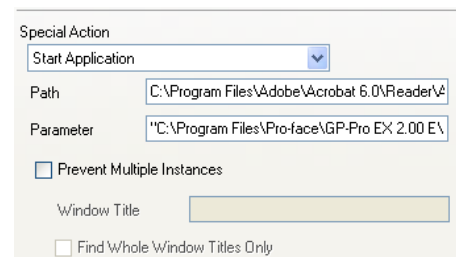 Special Action
Start Application
Path C:\Program Files\Adobe\Acrobat 6.0\Reader\A
Parameter "C:\Program Files\Pro-face\GP-Pro EX 2.00 E\
Prevent Multiple Instances
Window Title
Find Whole Window Titles Only